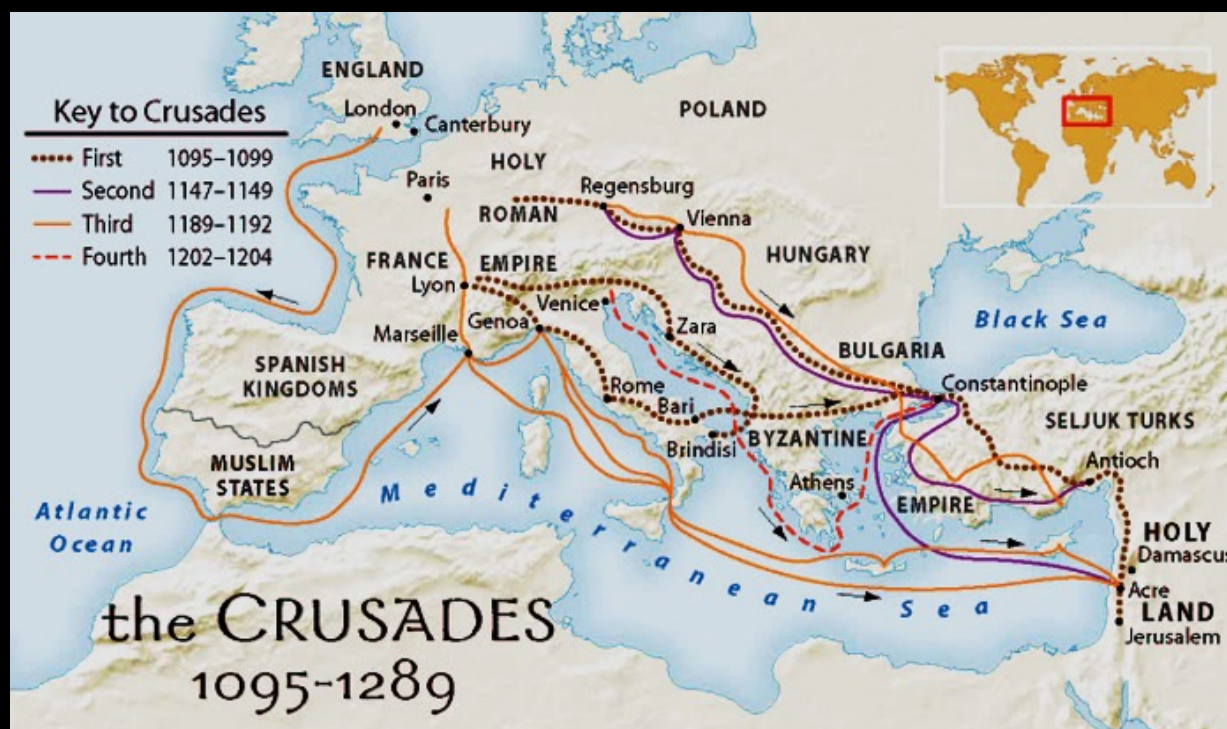 ENGLAND
London
Canterbury
Key to Crusades
First 1095–1099
Second 1147–1149
Third 1189–1192
Fourth 1202–1204
POLAND
HOLY
Paris
Regensburg
ROMAN
Vienna
HUNGARY
FRANCE
EMPIRE
Lyon
Venice
Genoa
Zara
Marseille
Black Sea
BULGARIA
SPANISH
KINGDOMS
Constantinople
Rome
Bari
SELJUK TURKS
BYZANTINE
Brindisi
MUSLIM
STATES
Antioch
Athens
Mediterranean Sea
EMPIRE
Atlantic
Ocean
HOLY
Damascus
Acre
LAND
Jerusalem
the CRUSADES
1095-1289